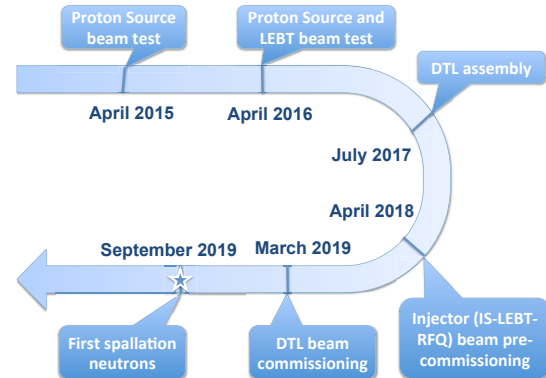 Proton Source
beam test
Proton Source and
LEBT beam test
DTL assembly
April 2015
April 2016
July 2017
April 2018
September 2019
March 2019
First spallation
neutrons
DTL beam
commissioning
Injector (IS-LEBT-
RFQ) beam pre-
commissioning